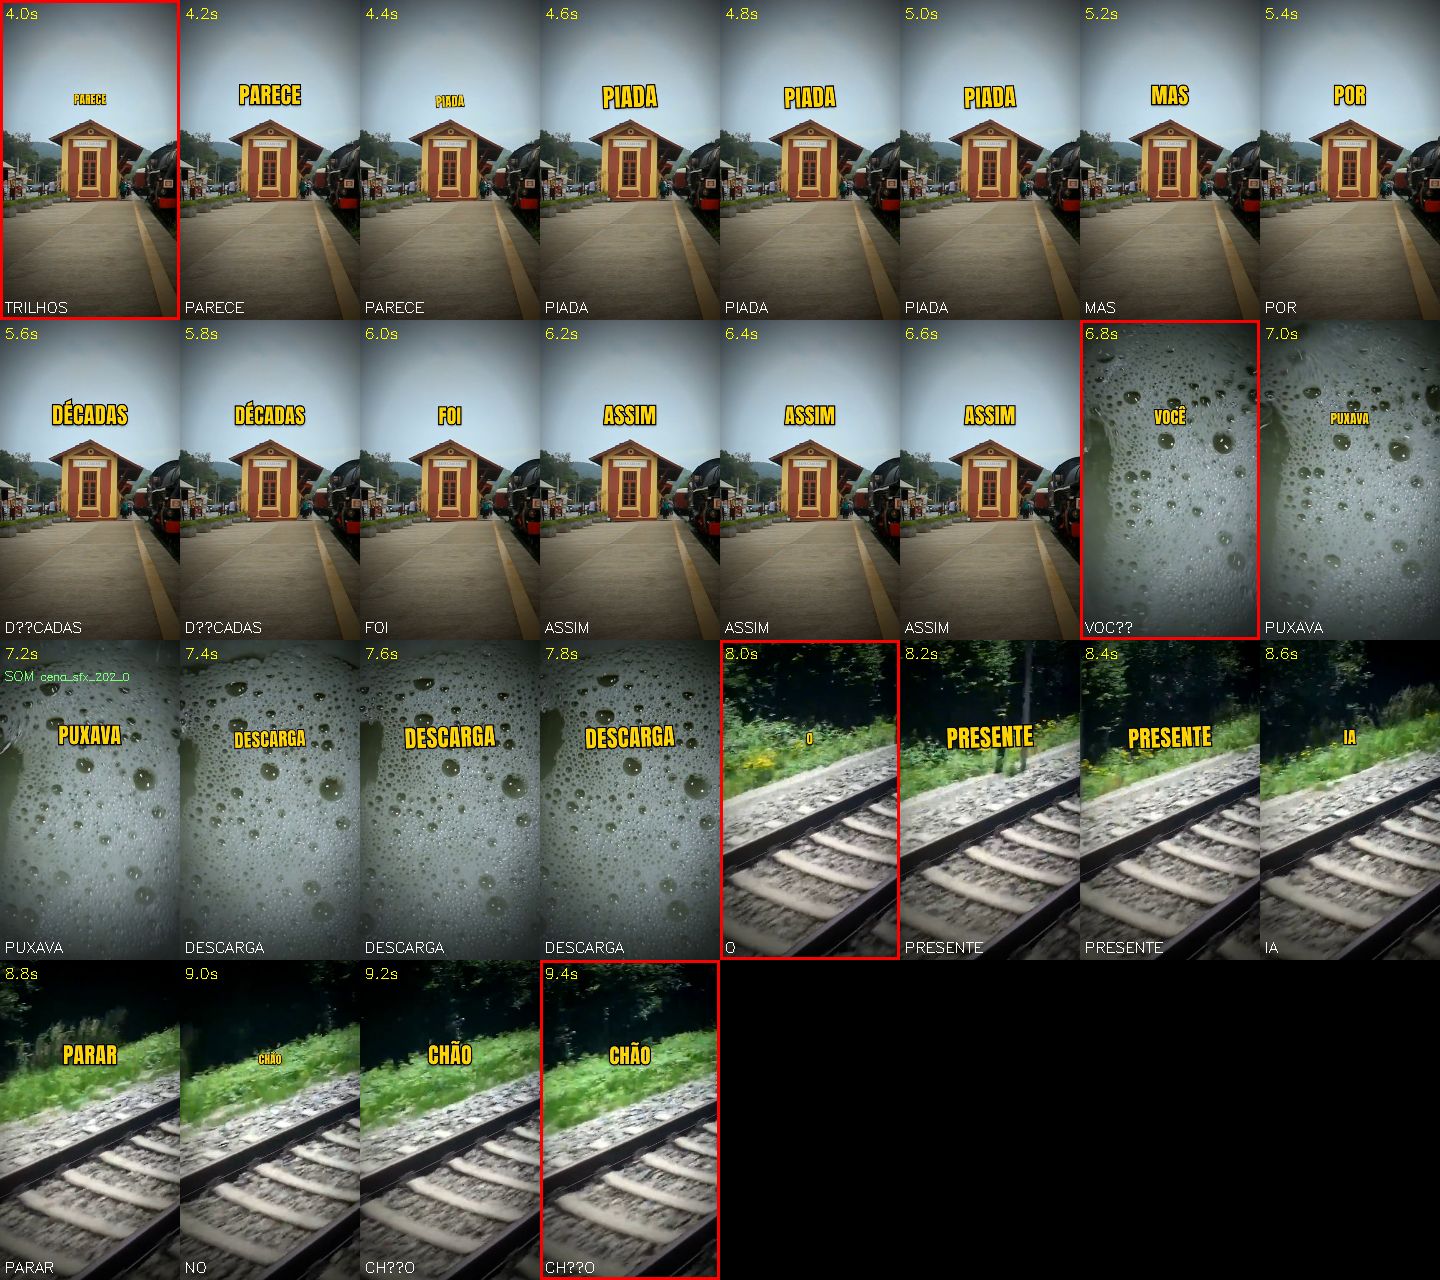 4.0s
PARECE
TRILHOS
4.2s
PARECE
PARECE
4.4s
PIADA
PARECE
4.6s
PIADA
PIADA
4.8s
PIADA
PIADA
5.0s
PIADA
PIADA
5.2s
MAS
MAS
5.4s
POR
POR
5.6s
DÉCADAS
D??CADAS
5.8s
DÉCADAS
D??CADAS
6.0s
FOI
FOI
6.2s
ASSIM
ASSIM
6.4s
ASSIM
ASSIM
6.6s
ASSIM
ASSIM
6.8s
VOCÊ
VOC??
7.0s
PUXAVA
PUXAVA
7.2s
SOM cena_sfx_202_0
PUXAVA
PUXAVA
7.4s
DESCARGA
DESCARGA
7.6s
DESCARGA
DESCARGA
7.8s
DESCARGA
DESCARGA
8.0s
O
O
8.2s
PRESENTE
PRESENTE
8.4s
PRESENTE
PRESENTE
8.6s
IA
IA
8.8s
PARAR
PARAR
9.0s
CHÃO
NO
9.2s
CHÃO
CH??O
9.4s
CHÃO
CH??O